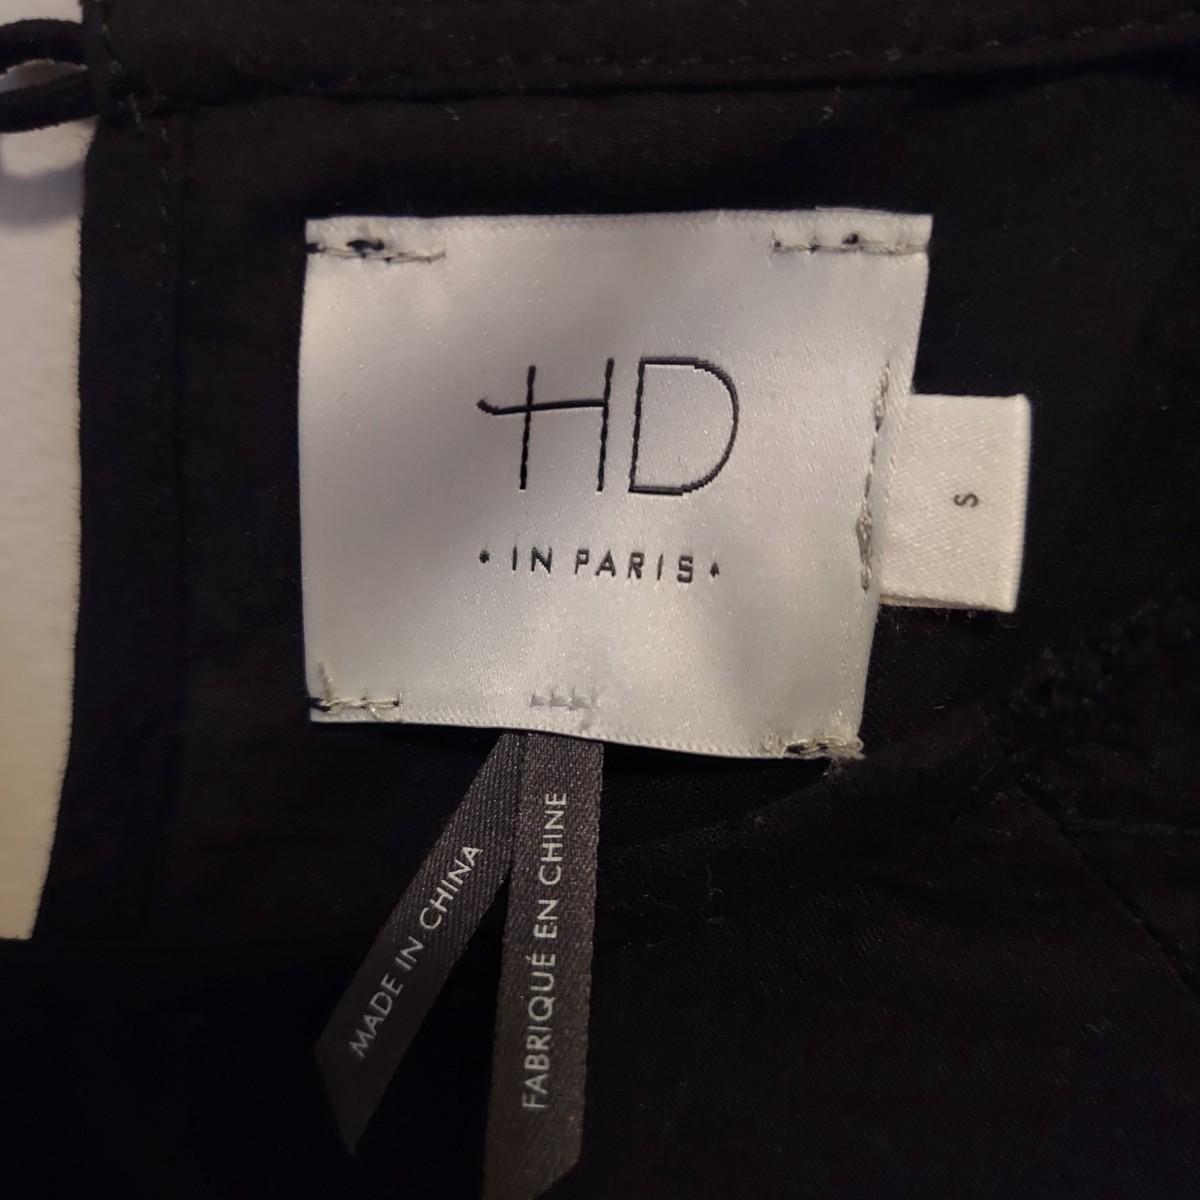 HD
• IN PARIS •
S
MADE IN CHINA
FABRIQUÉ EN CHINE